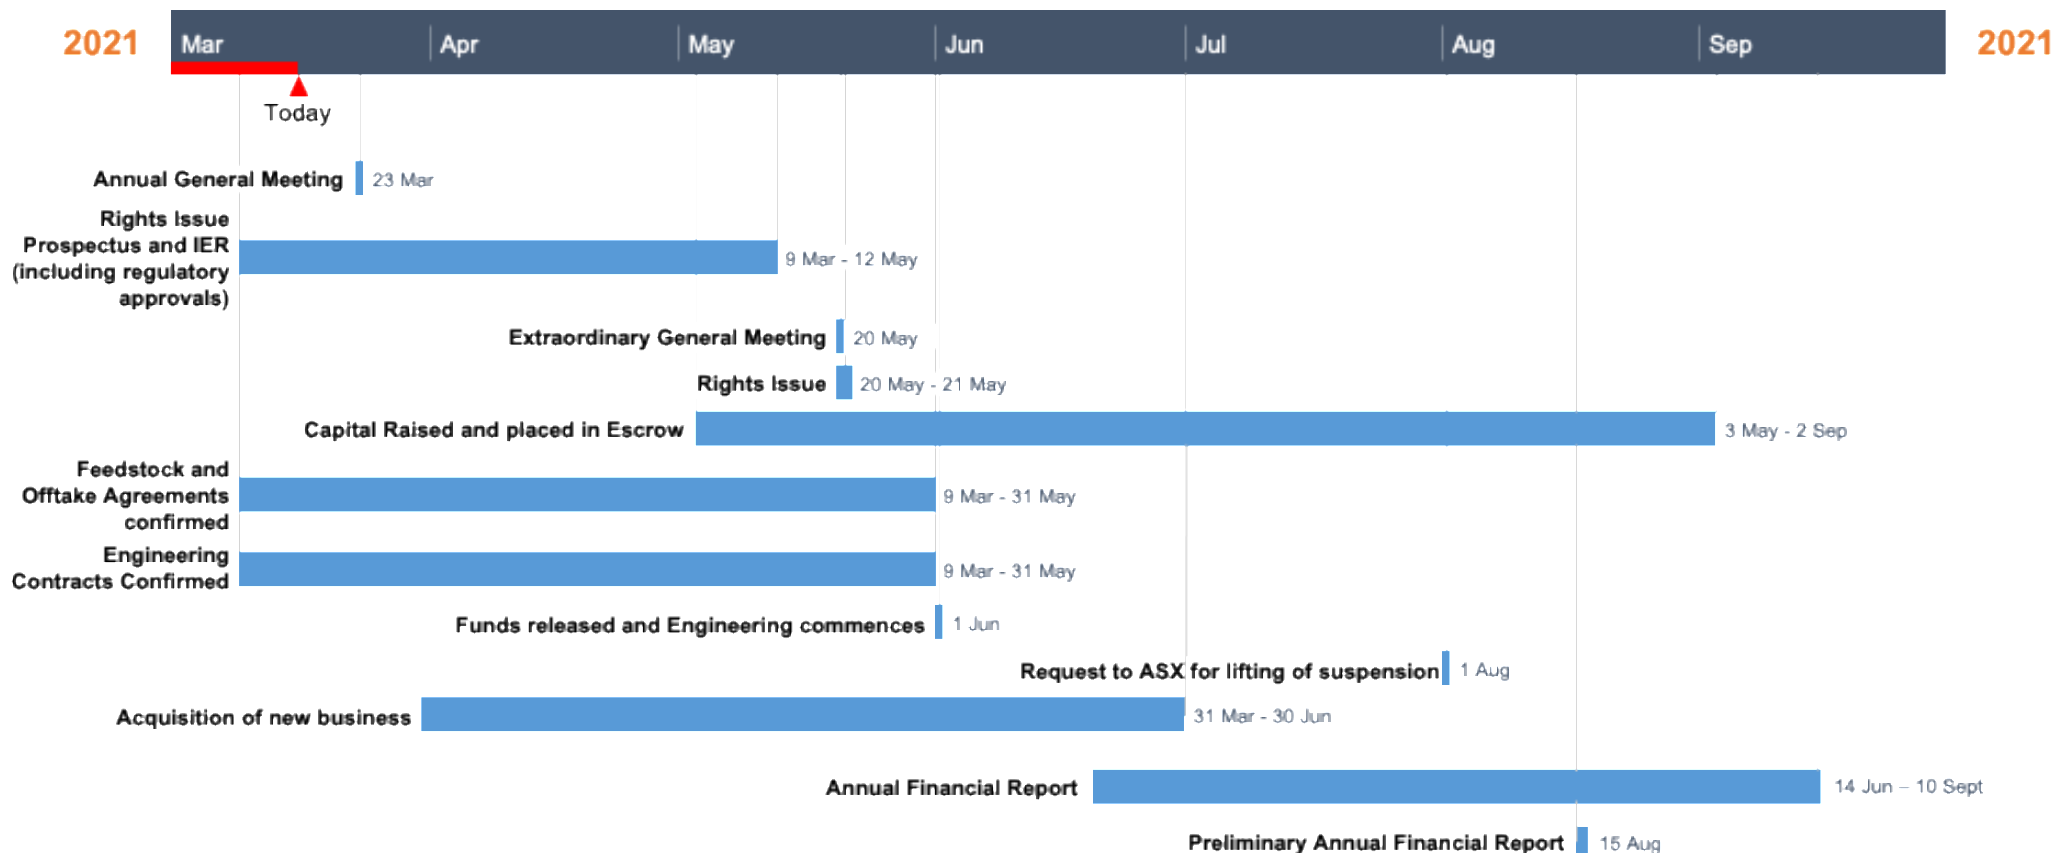 2021 Mar Apr May Jun Jul Aug Sep 2021
Today
Annual General Meeting 23 Mar
Rights Issue
Prospectus and IER
(including regulatory
approvals)
9 Mar - 12 May
Extraordinary General Meeting 20 May
Rights Issue 20 May - 21 May
Capital Raised and placed in Escrow 3 May - 2 Sep
Feedstock and
Offtake Agreements
confirmed
9 Mar - 31 May
Engineering
Contracts Confirmed
9 Mar - 31 May
Funds released and Engineering commences 1 Jun
Request to ASX for lifting of suspension 1 Aug
Acquisition of new business 31 Mar - 30 Jun
Annual Financial Report 14 Jun – 10 Sept
Preliminary Annual Financial Report 15 Aug